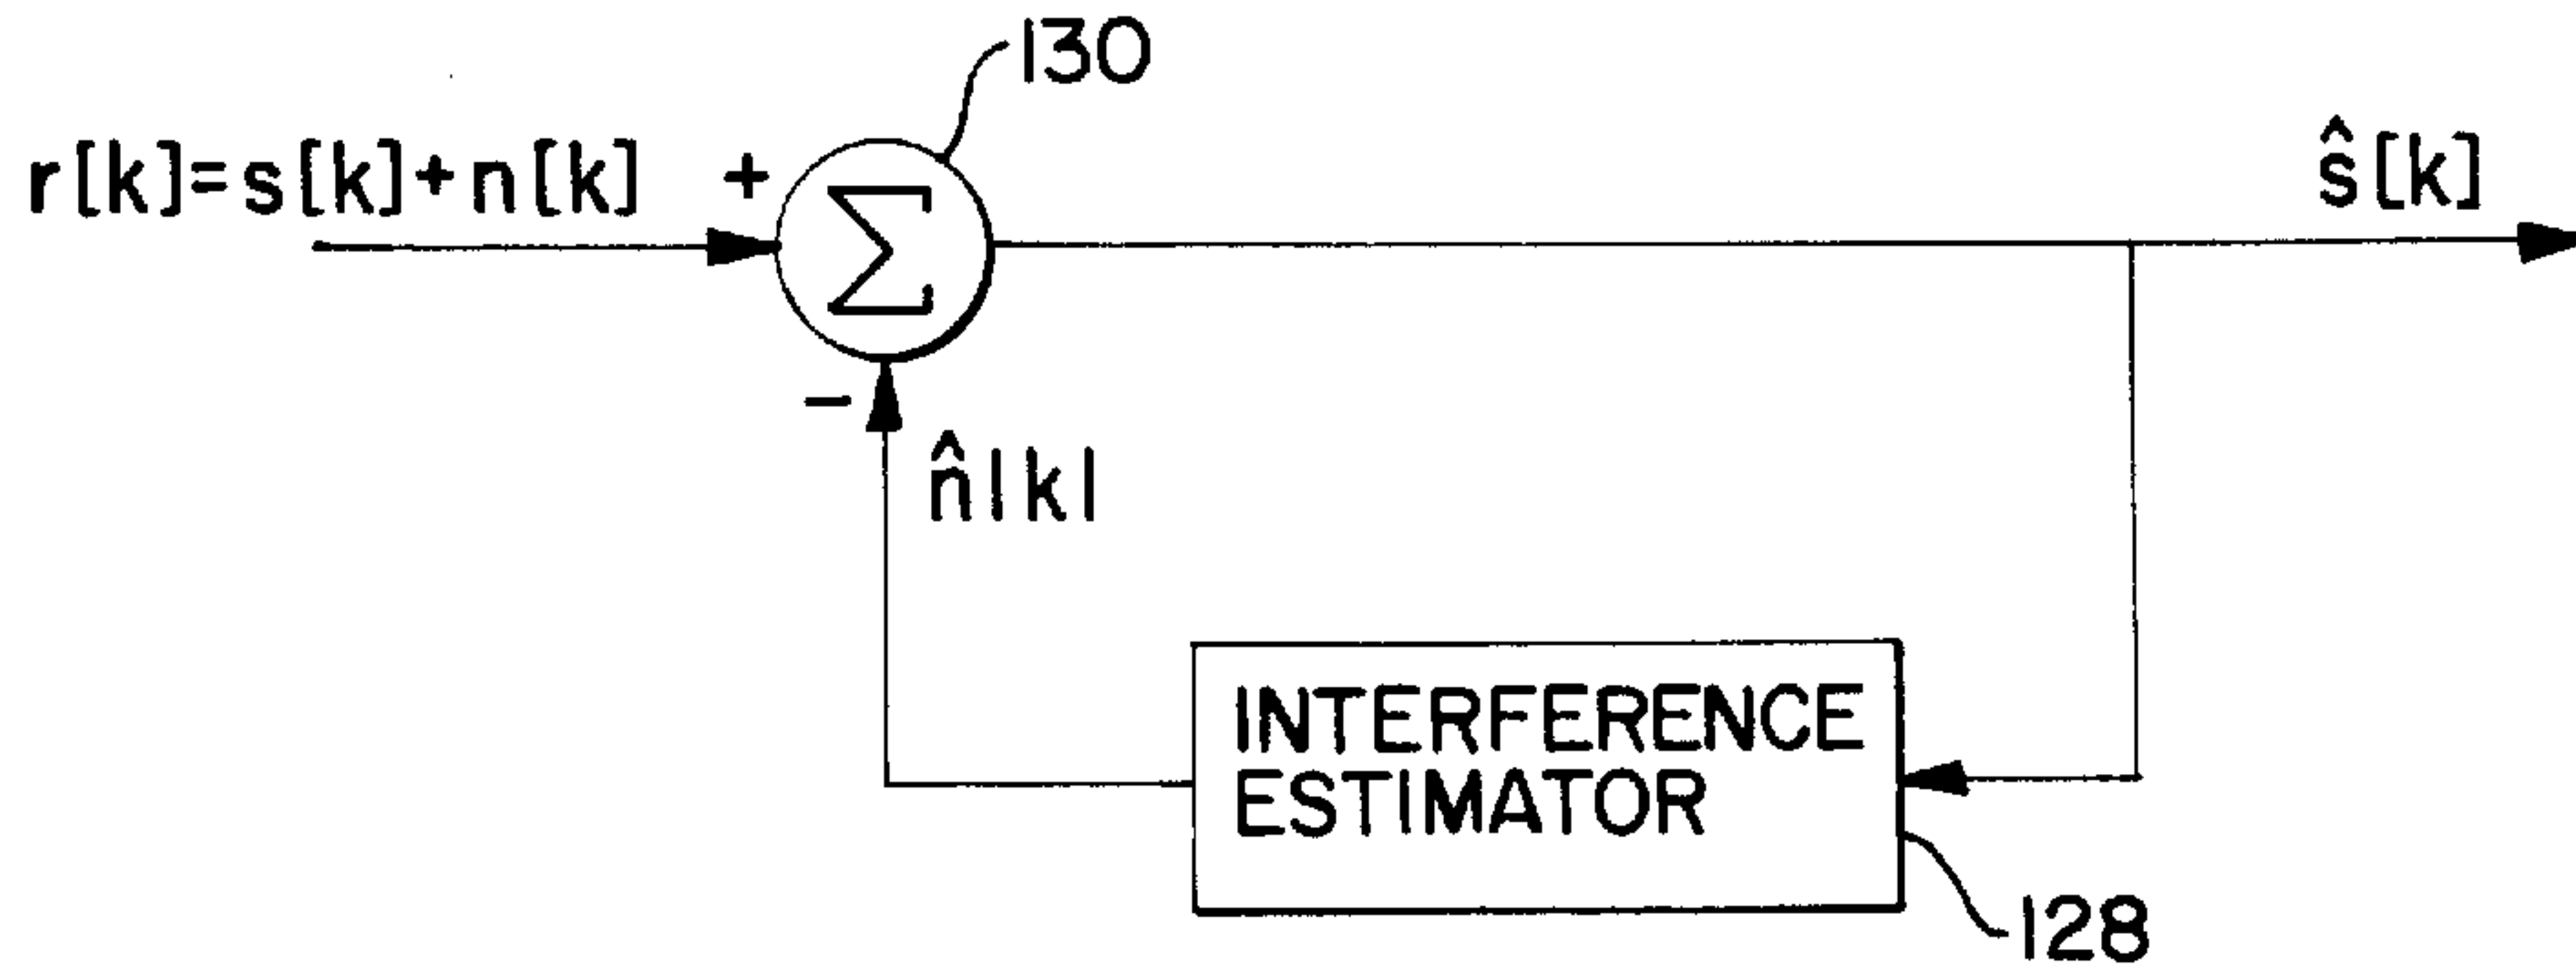 130
r[k]=s[k]+n[k]
+
Σ
ŝ[k]
-
n̂|k|
INTERFERENCE
ESTIMATOR
128